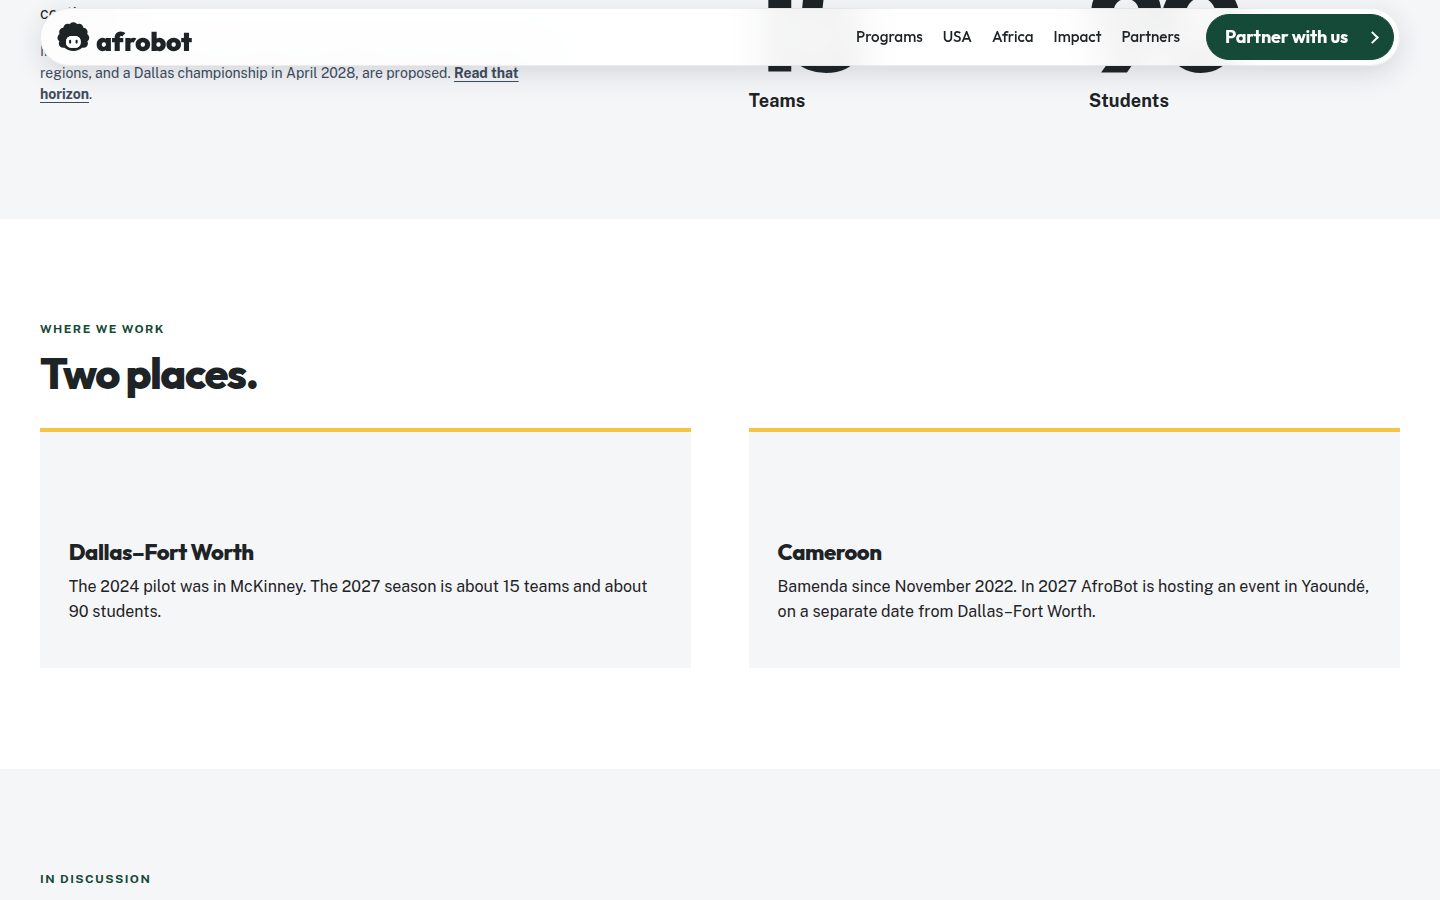 afrobot
Programs USA Africa Impact Partners Partner with us
regions, and a Dallas championship in April 2028, are proposed. Read that
horizon.
Teams
Students
WHERE WE WORK
Two places.
Dallas–Fort Worth
The 2024 pilot was in McKinney. The 2027 season is about 15 teams and about
90 students.
Cameroon
Bamenda since November 2022. In 2027 AfroBot is hosting an event in Yaoundé,
on a separate date from Dallas–Fort Worth.
IN DISCUSSION